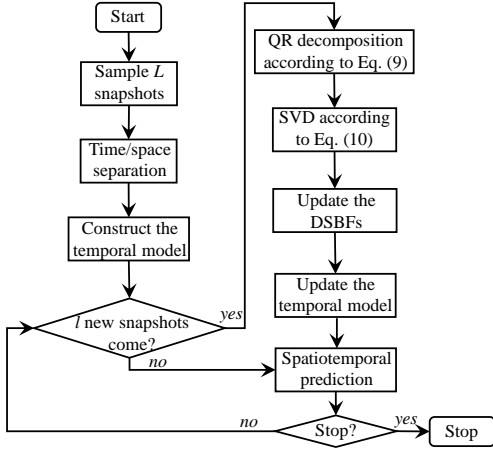 Start
Sample L
snapshots
Time/space
separation
Construct the
temporal model
l new snapshots
come?
yes
no
QR decomposition
according to Eq. (9)
SVD according
to Eq. (10)
Update the
DSBFs
Update the
temporal model
Spatiotemporal
prediction
Stop?
no
yes
Stop